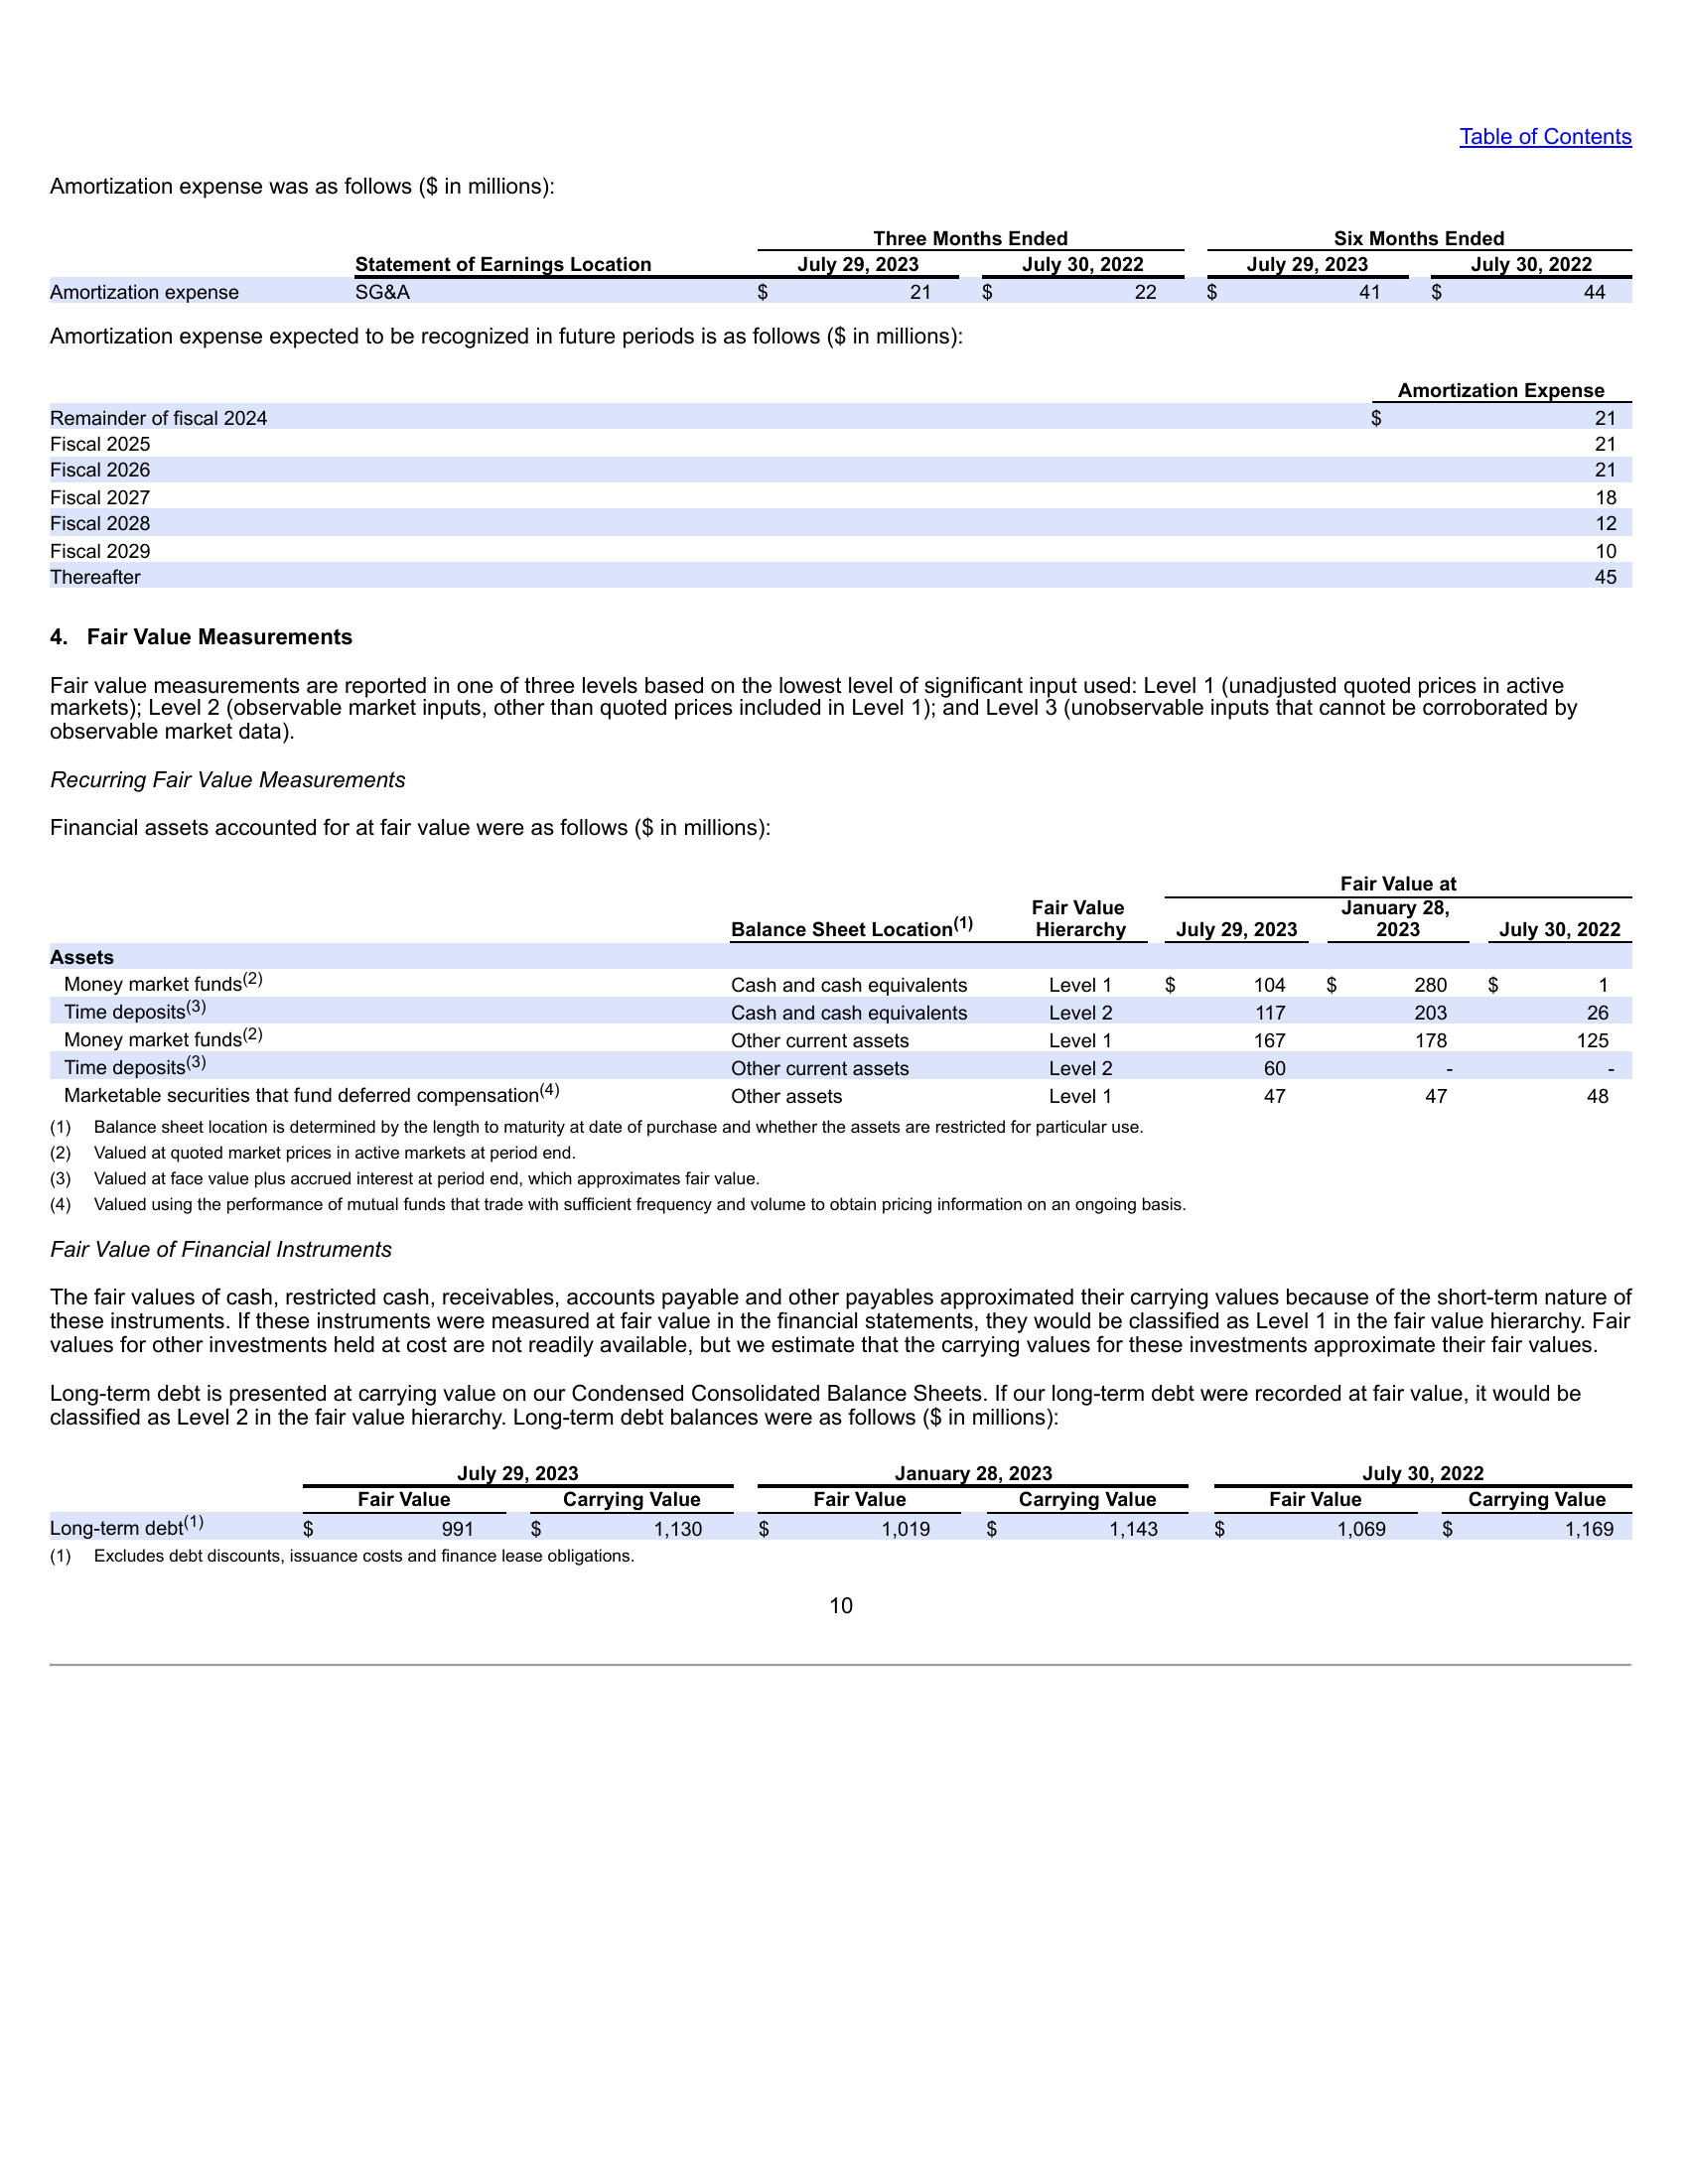 Table of Contents
Amortization expense was as follows ($ in millions):
Three Months Ended Six Months Ended
Statement of Earnings Location July 29, 2023 July 30, 2022 July 29, 2023 July 30, 2022
Amortization expense SG&A $ 21 $ 22 $ 41 $ 44
Amortization expense expected to be recognized in future periods is as follows ($ in millions):
Amortization Expense
Remainder of fiscal 2024 $ 21
Fiscal 2025 21
Fiscal 2026 21
Fiscal 2027 18
Fiscal 2028 12
Fiscal 2029 10
Thereafter 45
4. Fair Value Measurements
Fair value measurements are reported in one of three levels based on the lowest level of significant input used: Level 1 (unadjusted quoted prices in active
markets); Level 2 (observable market inputs, other than quoted prices included in Level 1); and Level 3 (unobservable inputs that cannot be corroborated by
observable market data).
Recurring Fair Value Measurements
Financial assets accounted for at fair value were as follows ($ in millions):
Fair Value at
Balance Sheet Location(1) Fair Value Hierarchy July 29, 2023 January 28, 2023 July 30, 2022
Assets
Money market funds(2) Cash and cash equivalents Level 1 $ 104 $ 280 $ 1
Time deposits(3) Cash and cash equivalents Level 2 117 203 26
Money market funds(2) Other current assets Level 1 167 178 125
Time deposits(3) Other current assets Level 2 60 - -
Marketable securities that fund deferred compensation(4) Other assets Level 1 47 47 48
(1) Balance sheet location is determined by the length to maturity at date of purchase and whether the assets are restricted for particular use.
(2) Valued at quoted market prices in active markets at period end.
(3) Valued at face value plus accrued interest at period end, which approximates fair value.
(4) Valued using the performance of mutual funds that trade with sufficient frequency and volume to obtain pricing information on an ongoing basis.
Fair Value of Financial Instruments
The fair values of cash, restricted cash, receivables, accounts payable and other payables approximated their carrying values because of the short-term nature of
these instruments. If these instruments were measured at fair value in the financial statements, they would be classified as Level 1 in the fair value hierarchy. Fair
values for other investments held at cost are not readily available, but we estimate that the carrying values for these investments approximate their fair values.
Long-term debt is presented at carrying value on our Condensed Consolidated Balance Sheets. If our long-term debt were recorded at fair value, it would be
classified as Level 2 in the fair value hierarchy. Long-term debt balances were as follows ($ in millions):
July 29, 2023 January 28, 2023 July 30, 2022
Fair Value Carrying Value Fair Value Carrying Value Fair Value Carrying Value
Long-term debt(1) $ 991 $ 1,130 $ 1,019 $ 1,143 $ 1,069 $ 1,169
(1) Excludes debt discounts, issuance costs and finance lease obligations.
10